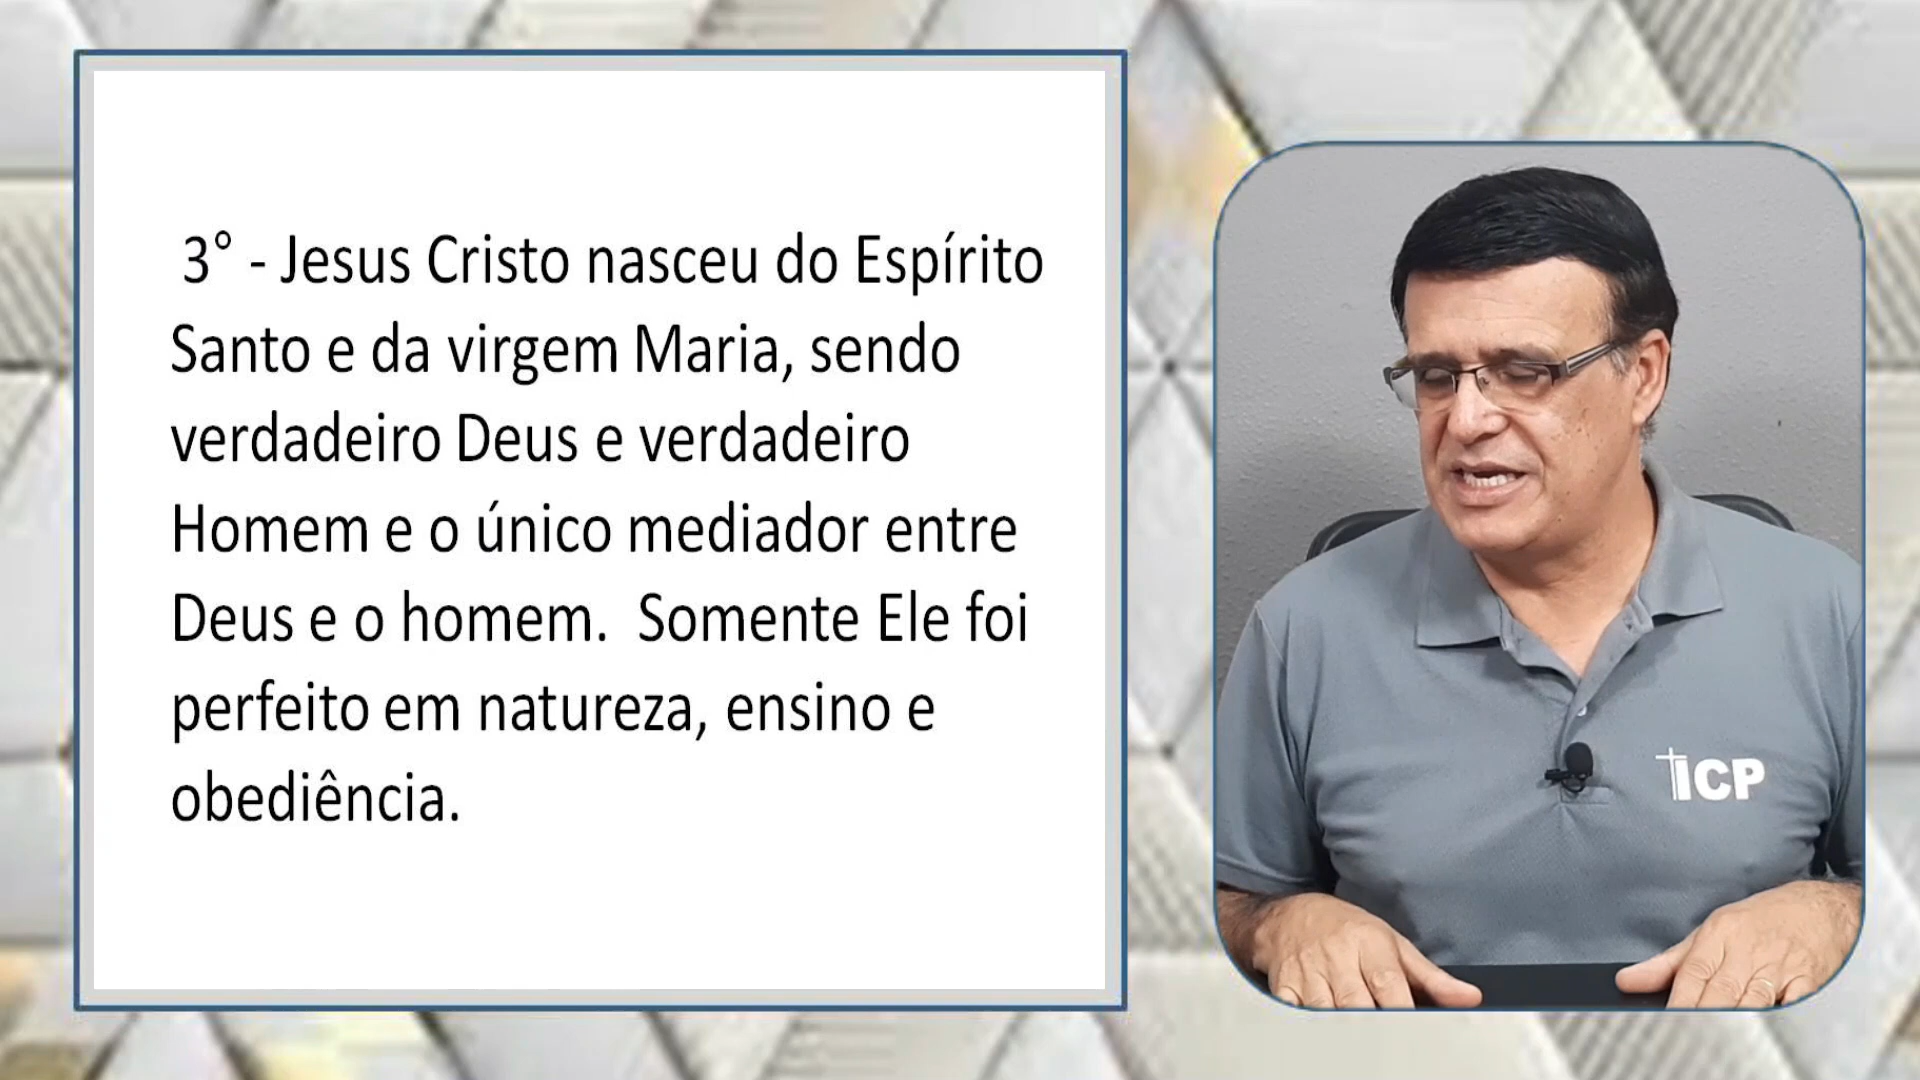 3° - Jesus Cristo nasceu do Espírito
Santo e da virgem Maria, sendo
verdadeiro Deus e verdadeiro
Homem e o único mediador entre
Deus e o homem.  Somente Ele foi
perfeito em natureza, ensino e
obediência.
ICP